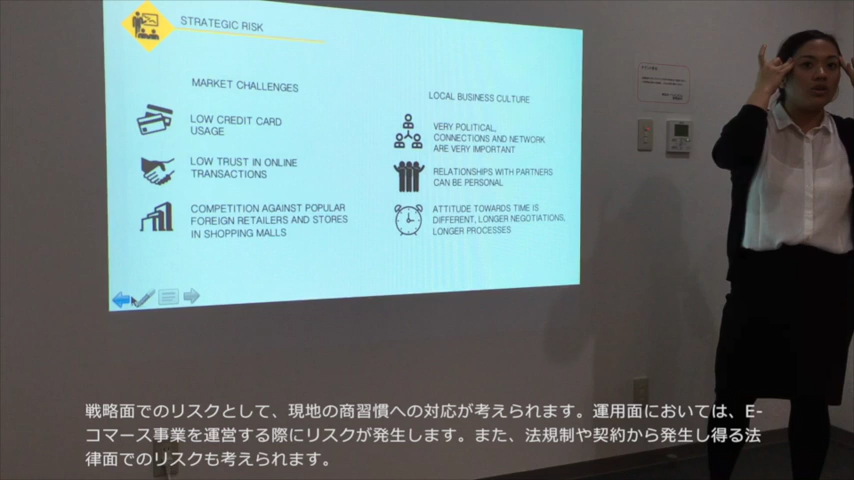 STRATEGIC RISK
MARKET CHALLENGES
LOW CREDIT CARD
USAGE
LOW TRUST IN ONLINE
TRANSACTIONS
COMPETITION AGAINST POPULAR
FOREIGN RETAILERS AND STORES
IN SHOPPING MALLS
LOCAL BUSINESS CULTURE
VERY POLITICAL,
CONNECTIONS AND NETWORK
ARE VERY IMPORTANT
RELATIONSHIPS WITH PARTNERS
CAN BE PERSONAL
ATTITUDE TOWARDS TIME IS
DIFFERENT, LONGER NEGOTIATIONS,
LONGER PROCESSES
戦略面でのリスクとして、現地の商習慣への対応が考えられます。運用面においては、E-
コマース事業を運営する際にリスクが発生します。また、法規制や契約から発生し得る法
律面でのリスクも考えられます。